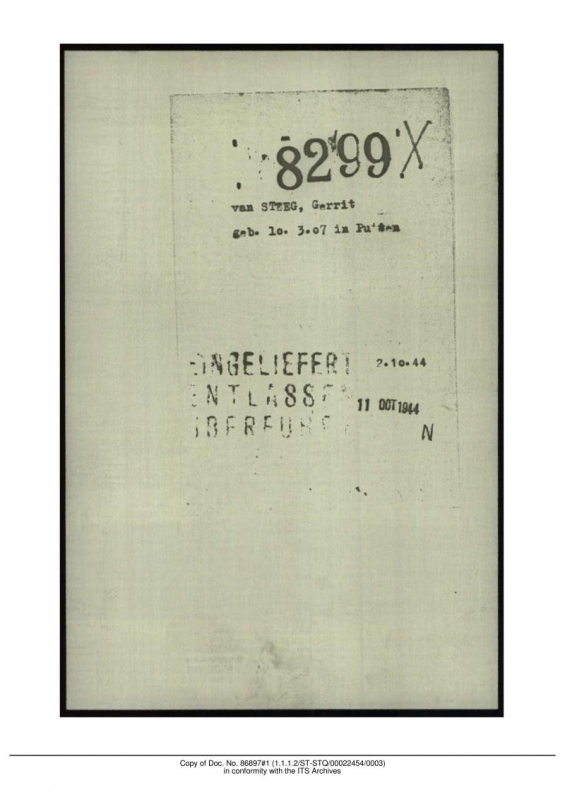 8299 X
van STEEG, Gerrit
geb. 10. 3.07 in Putten
EINGELIEFERT 2.10.44
ENTLASSEN 11 OCT 1944
ÜBERFÜHRT N
Copy of Doc. No. 86897#1 (1.1.1.2/ST-STQ/00022454/0003)
in conformity with the ITS Archives